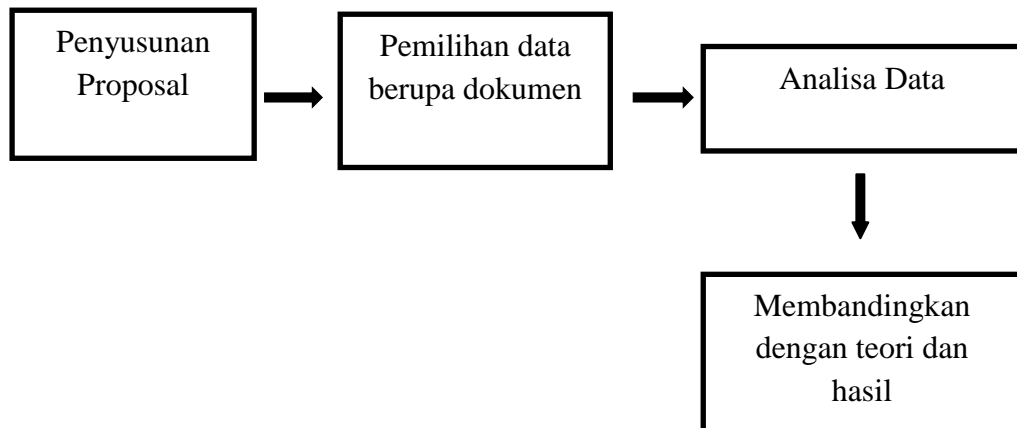 Penyusunan
Proposal
Pemilihan data
berupa dokumen
Analisa Data
Membandingkan
dengan teori dan
hasil